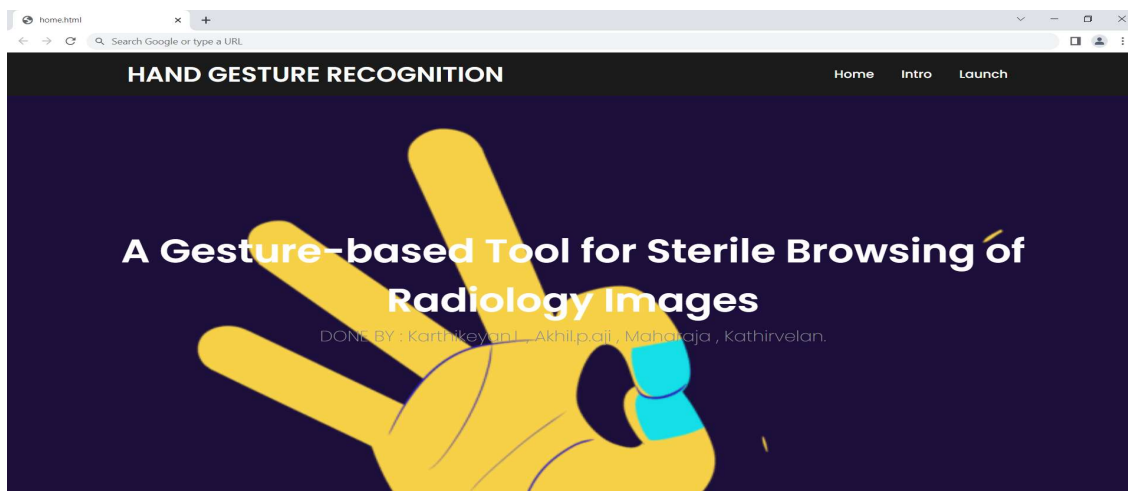 home.html
Search Google or type a URL
HAND GESTURE RECOGNITION
Home Intro Launch
A Gesture-based Tool for Sterile Browsing of
Radiology Images
DONE BY : Karthikeyan.L , Akhil.p.aji , Maharaja , Kathirvelan.